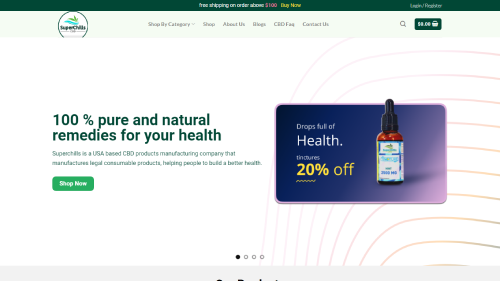 free shipping on order above $100 Buy Now
Login / Register
SuperChills
Shop By Category Shop About Us Blogs CBD Faq Contact Us
$0.00
100 % pure and natural
remedies for your health
Superchills is a USA based CBD products manufacturing company that
manufactures legal consumable products, helping people to build a better health.
Shop Now
Drops full of
Health.
tinctures
20% off